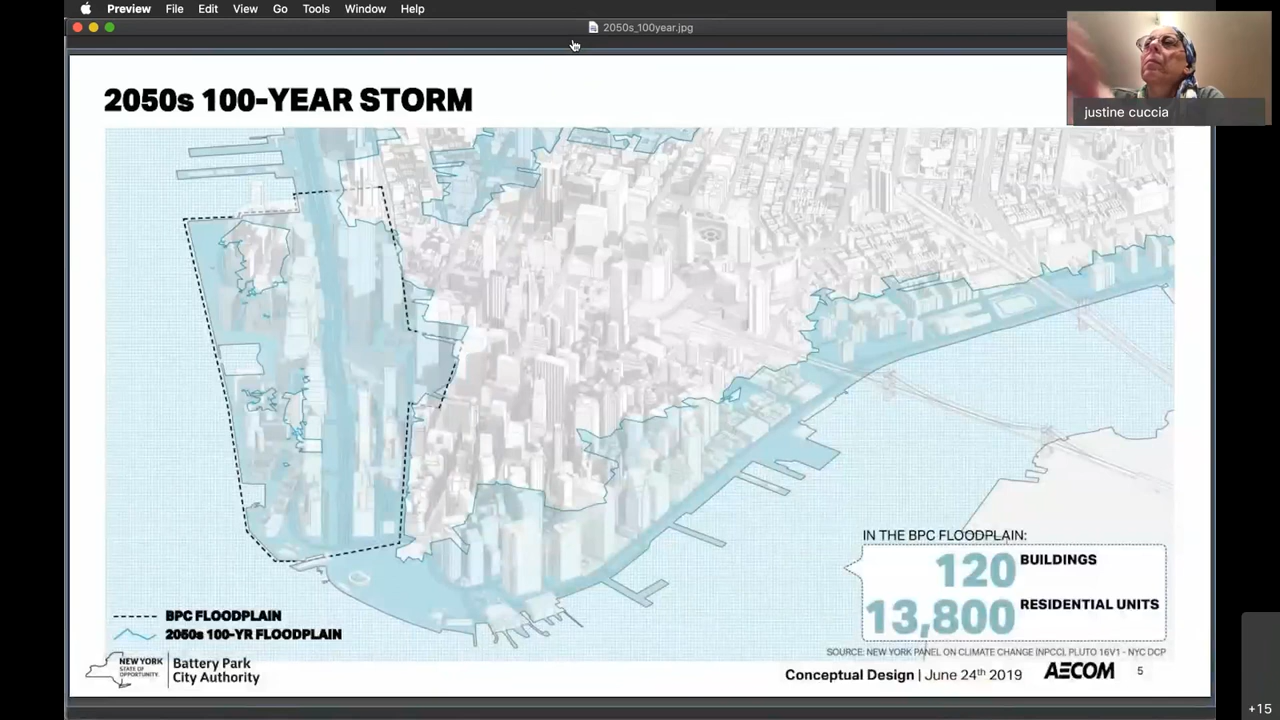 Preview File Edit View Go Tools Window Help
2050s_100year.jpg
justine cuccia
2050s 100-YEAR STORM
IN THE BPC FLOODPLAIN:
120 BUILDINGS
13,800 RESIDENTIAL UNITS
BPC FLOODPLAIN
2050s 100-YR FLOODPLAIN
SOURCE: NEW YORK PANEL ON CLIMATE CHANGE (NPCC), PLUTO 16V1 - NYC DCP
NEW YORK
STATE OF
OPPORTUNITY.
Battery Park
City Authority
Conceptual Design | June 24th 2019 AECOM 5
+15